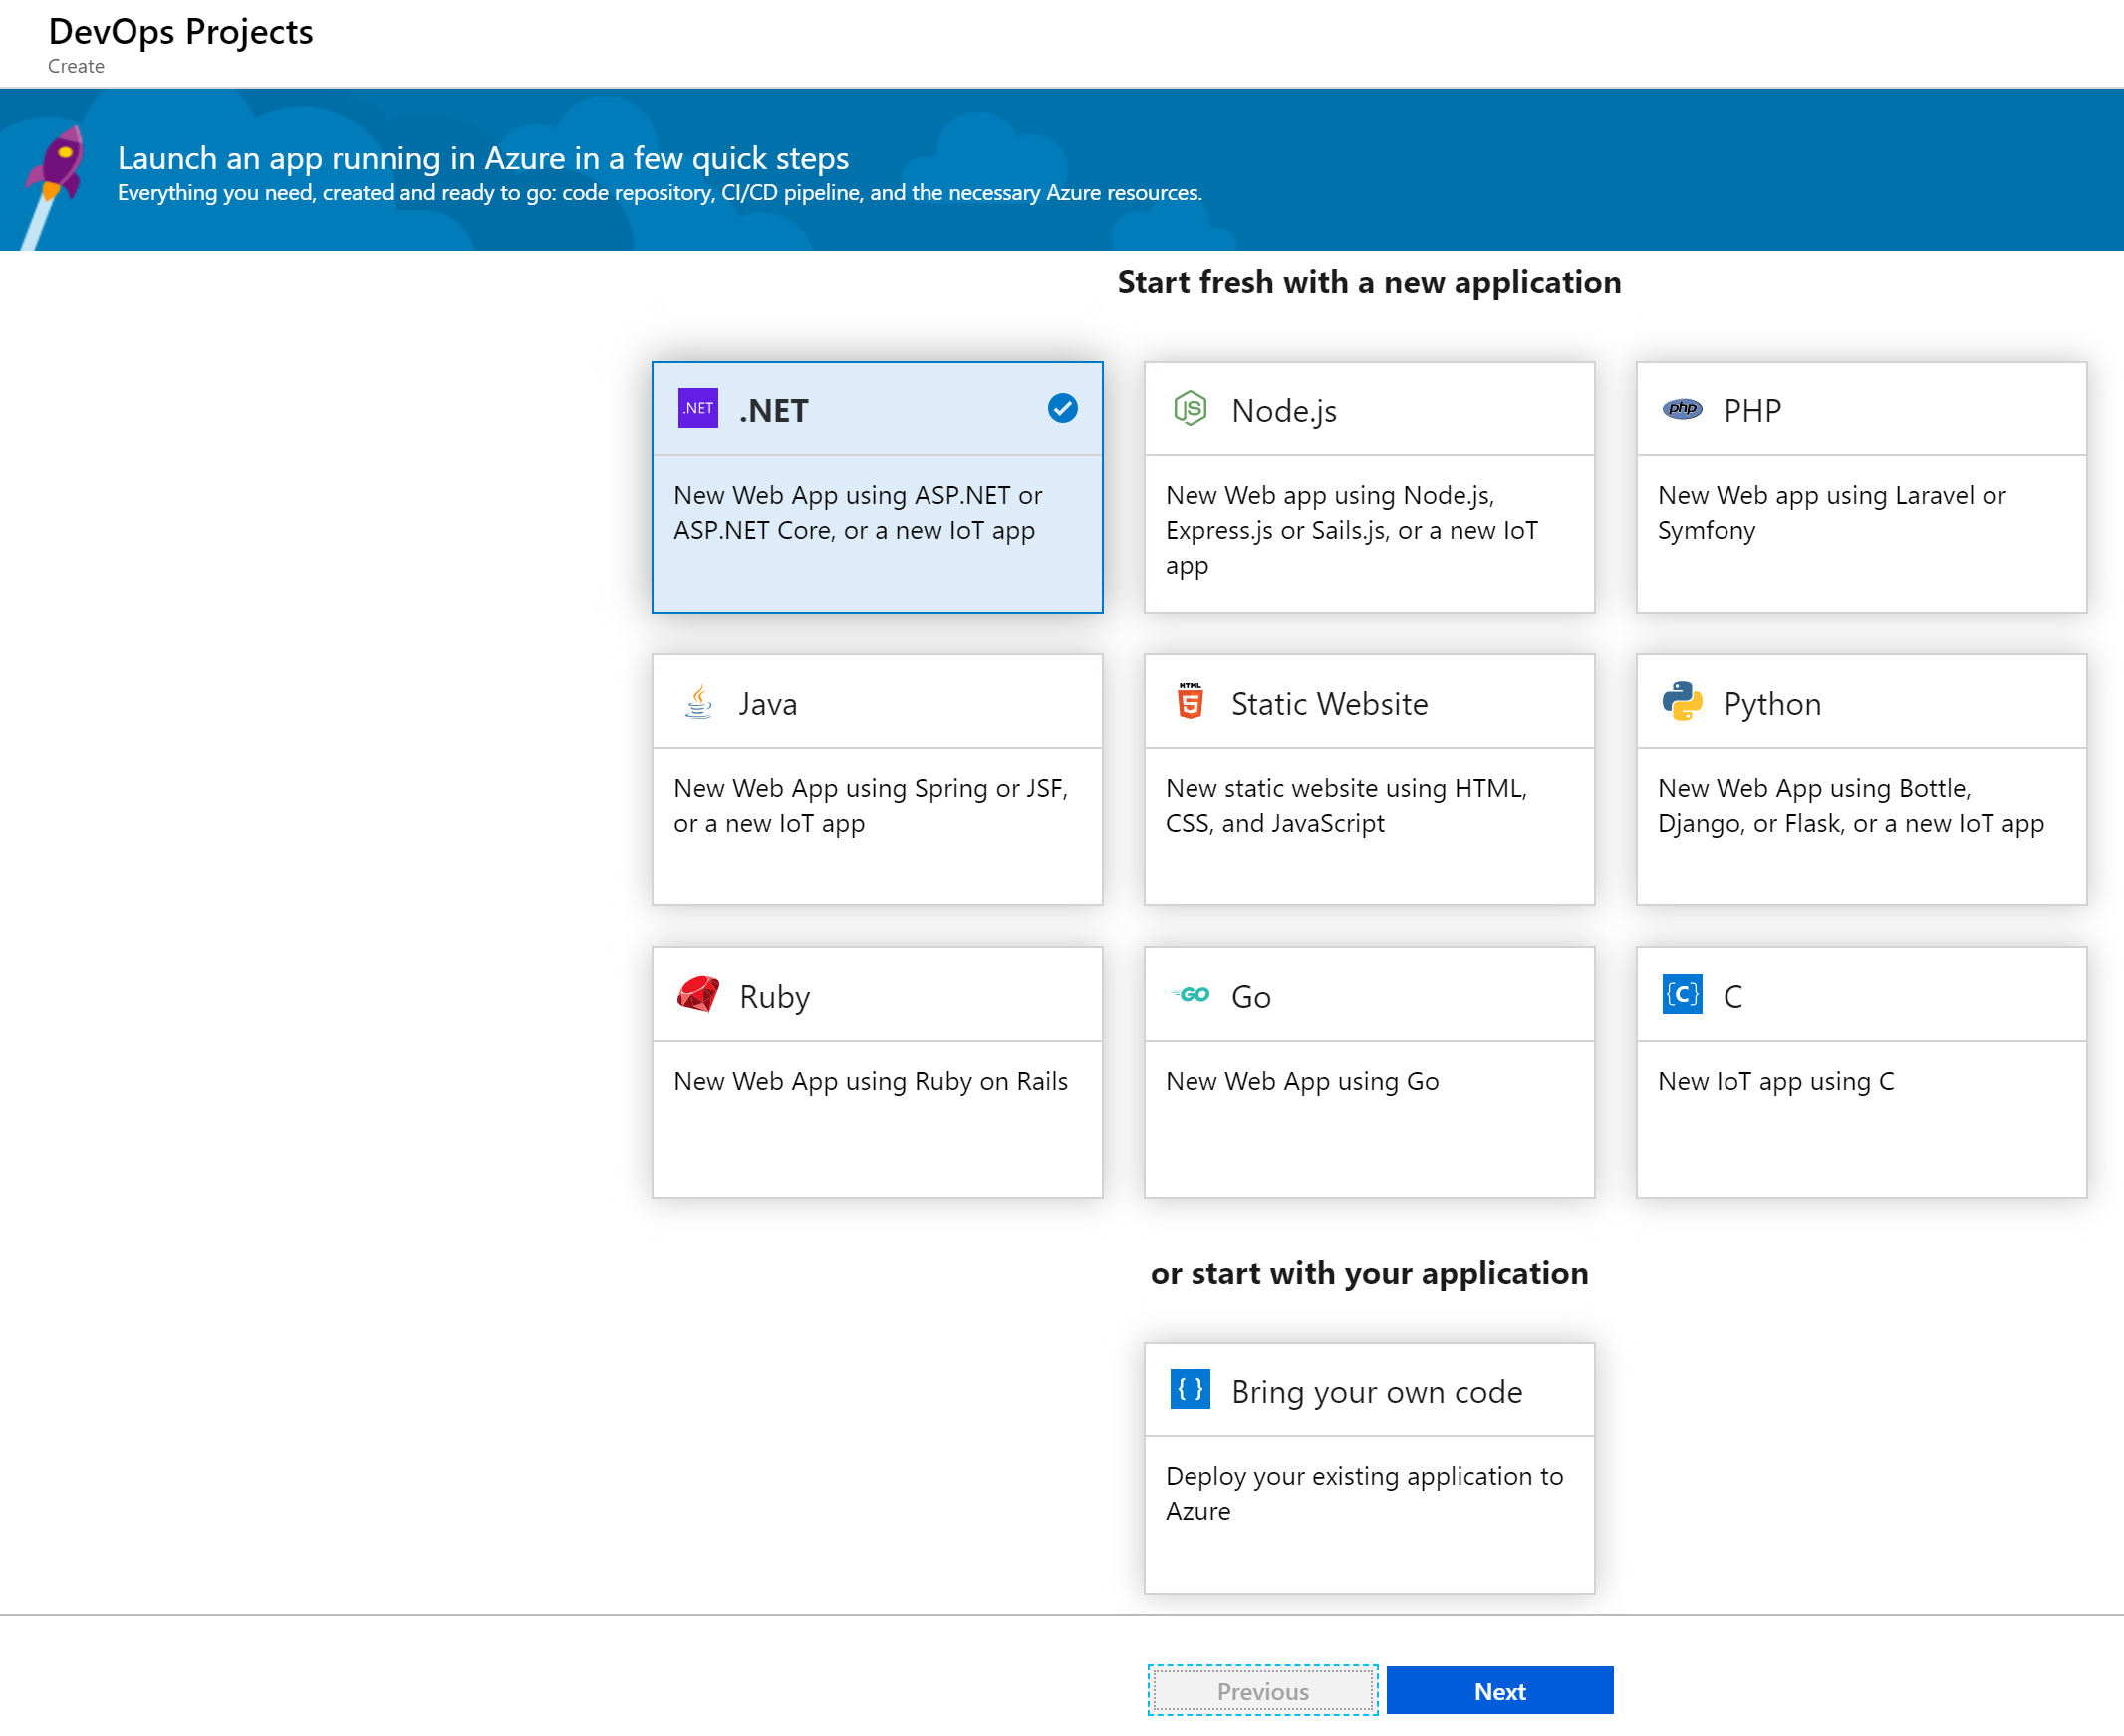 DevOps Projects
Create
Launch an app running in Azure in a few quick steps
Everything you need, created and ready to go: code repository, CI/CD pipeline, and the necessary Azure resources.
Start fresh with a new application
.NET .NET
New Web App using ASP.NET or
ASP.NET Core, or a new IoT app
JS Node.js
New Web app using Node.js,
Express.js or Sails.js, or a new IoT
app
php PHP
New Web app using Laravel or
Symfony
Java
New Web App using Spring or JSF,
or a new IoT app
HTML
5 Static Website
New static website using HTML,
CSS, and JavaScript
Python
New Web App using Bottle,
Django, or Flask, or a new IoT app
Ruby
New Web App using Ruby on Rails
GO Go
New Web App using Go
{C} C
New IoT app using C
or start with your application
{ } Bring your own code
Deploy your existing application to
Azure
Previous
Next